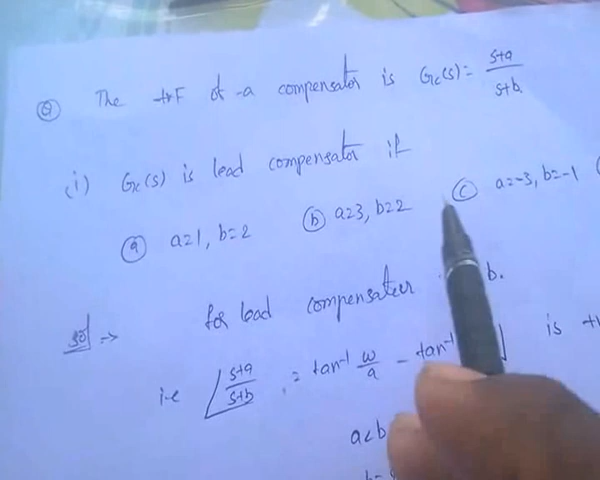 Q The trF of a compensator is Gc(s) = s+a / s+b.
(i) Gc(s) is lead compensator if
(a) a=1, b=2 (b) a=3, b=2 (c) a=-3, b=-1 (
Sol => for lead compensator b.
i.e ∠ s+a / s+b = tan⁻¹ ω/a - tan⁻¹ ] is
a<b